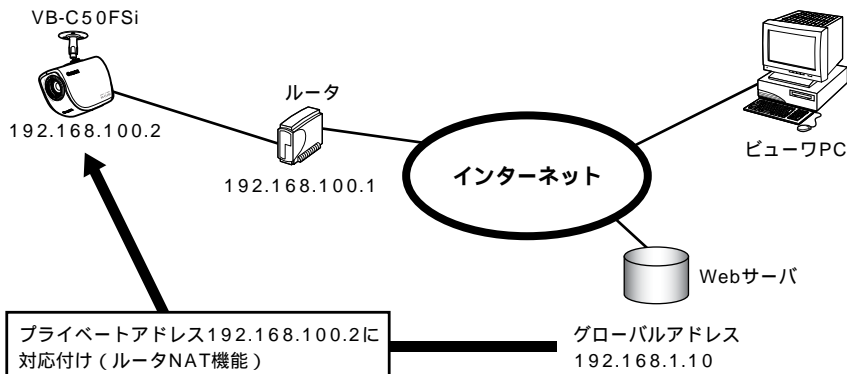 VB-C50FSi
192.168.100.2
ルータ
192.168.100.1
インターネット
ビューワPC
Webサーバ
プライベートアドレス192.168.100.2に
対応付け（ルータNAT機能）
グローバルアドレス
192.168.1.10